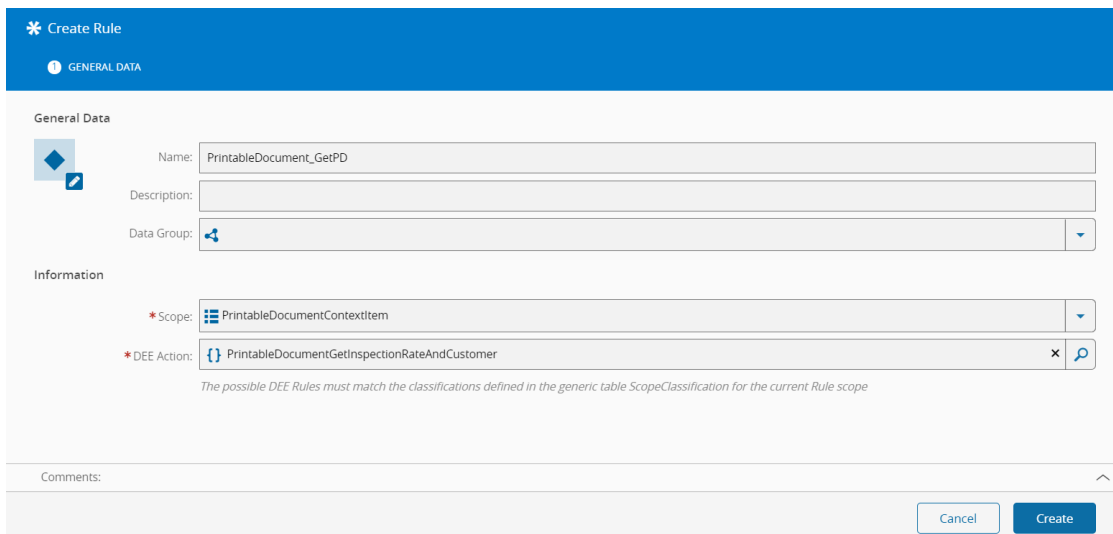 Create Rule
1 GENERAL DATA
General Data
Name: PrintableDocument_GetPD
Description:
Data Group:
Information
*Scope: PrintableDocumentContextItem
*DEE Action: {} PrintableDocumentGetInspectionRateAndCustomer
The possible DEE Rules must match the classifications defined in the generic table ScopeClassification for the current Rule scope
Comments:
Cancel Create